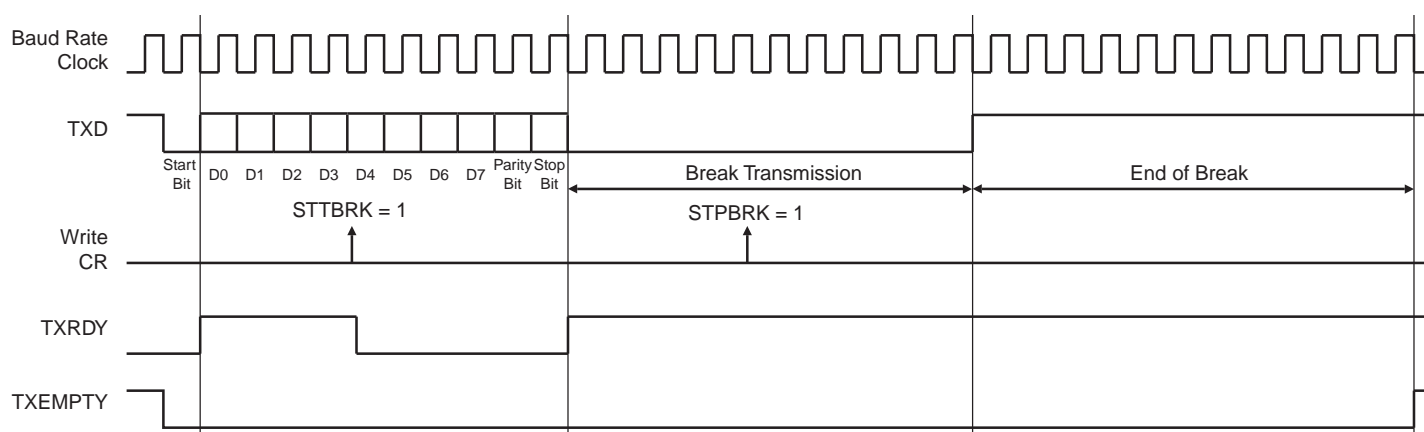 Baud Rate
Clock
TXD
Start
Bit
D0 D1 D2 D3 D4 D5 D6 D7
Parity
Bit
Stop
Bit
Break Transmission
End of Break
STTBRK = 1
STPBRK = 1
Write
CR
TXRDY
TXEMPTY